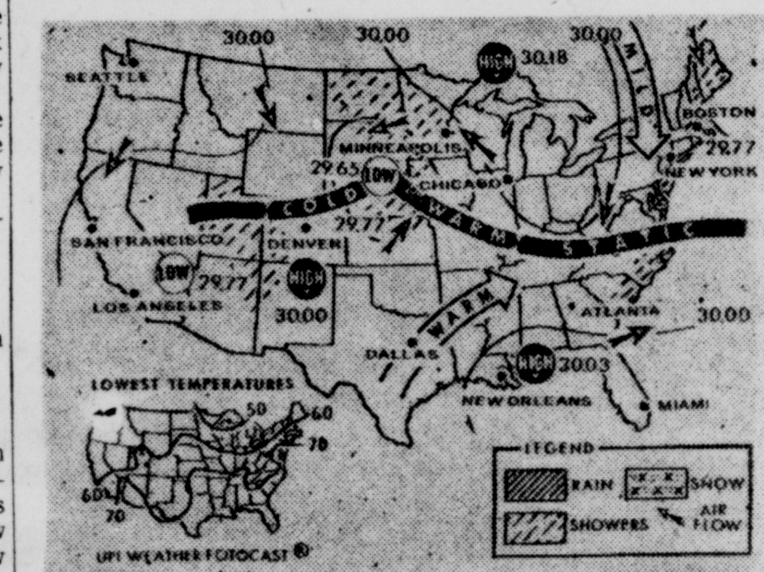 30.00 30.00 30.00
HIGH 30.18
MILD
SEATTLE
BOSTON
MINNEAPOLIS
29.77
29.65 LOW
CHICAGO
NEW YORK
COLD WARM STATIC
29.77
SAN FRANCISCO
DENVER
LOW 29.77
HIGH
30.00
LOS ANGELES
WARM
ATLANTA
30.00
DALLAS
HIGH 30.03
NEW ORLEANS
MIAMI
LOWEST TEMPERATURES
50 60
70
60
70
UPI WEATHER FOTOCAST ®
LEGEND
RAIN SNOW
SHOWERS AIR
FLOW